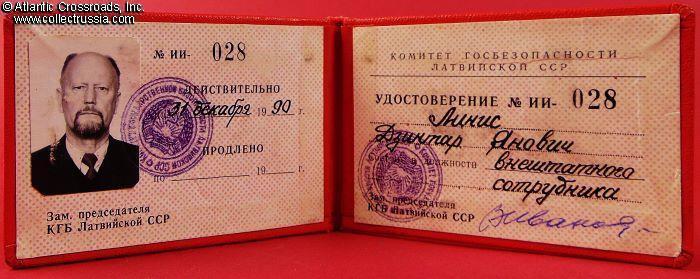 © Atlantic Crossroads, Inc.
www.collectrussia.com
№ ИИ- 028
ДЕЙСТВИТЕЛЬНО
31 декабря 1990 г.
ПРОДЛЕНО
По 19 г.
Зам. председателя
КГБ Латвийской ССР
КОМИТЕТ ГОСБЕЗОПАСНОСТИ
ЛАТВИЙСКОЙ ССР
УДОСТОВЕРЕНИЕ № ИИ- 028
Линис
Дзинтар Янович
в должности внештатного
сотрудника
Зам. председателя
КГБ Латвийской ССР